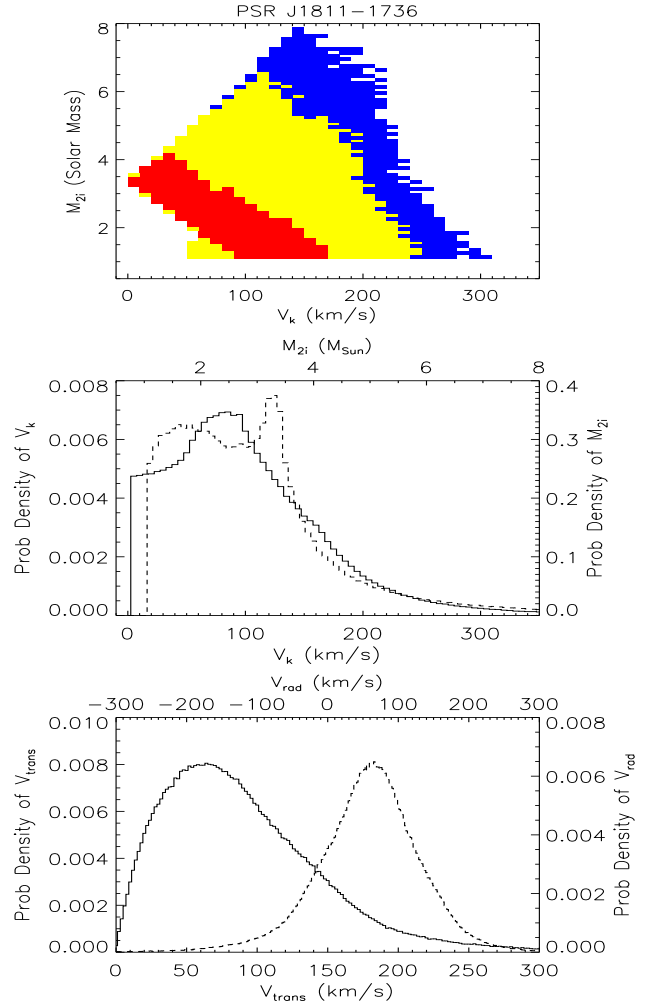 PSR J1811−1736
8
6
4
2
M2i (Solar Mass)
0 100 200 300
Vk (km/s)
M2i (MSun)
2 4 6 8
0.008
0.006
0.004
0.002
0.000
Prob Density of Vk
0.4
0.3
0.2
0.1
0.0
Prob Density of M2i
0 100 200 300
Vk (km/s)
Vrad (km/s)
−300 −200 −100 0 100 200 300
0.010
0.008
0.006
0.004
0.002
0.000
Prob Density of Vtrans
0.008
0.006
0.004
0.002
0.000
Prob Density of Vrad
0 50 100 150 200 250 300
Vtrans (km/s)